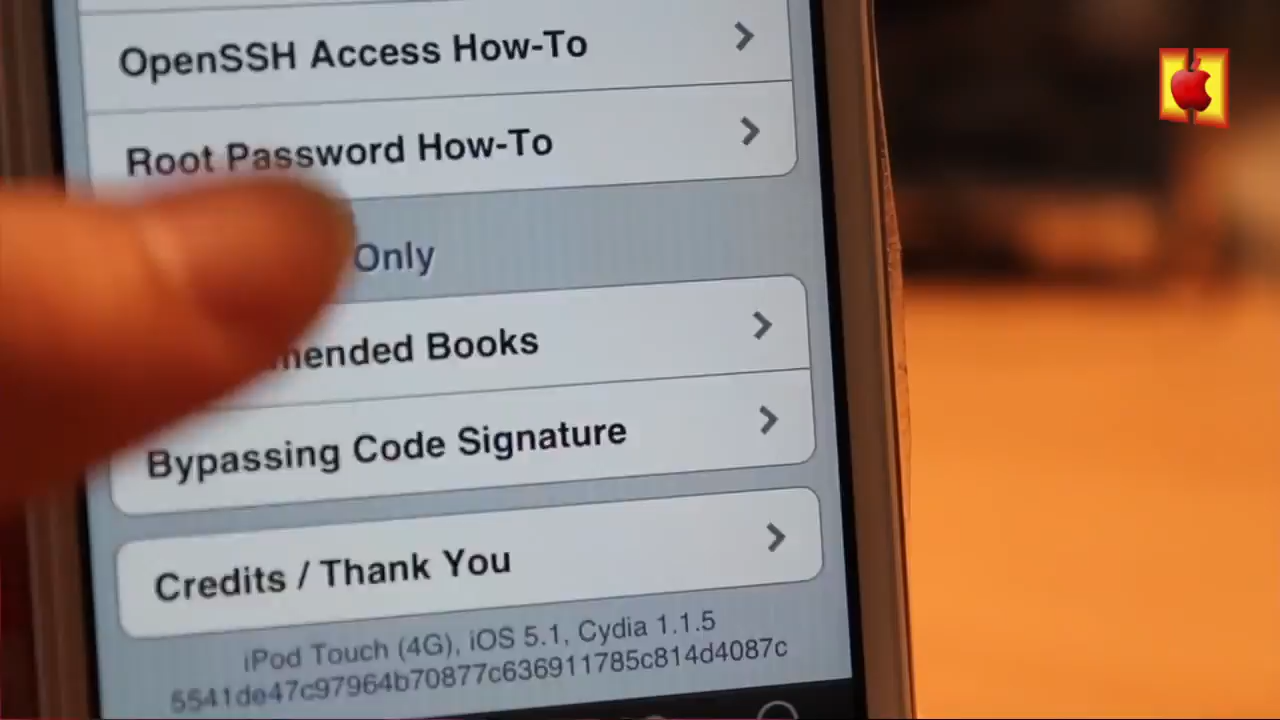 OpenSSH Access How-To
Root Password How-To
Only
Books
Bypassing Code Signature
Credits / Thank You
iPod Touch (4G), iOS 5.1, Cydia 1.1.5
5541de47c97964b70877c636911785c814d4087c